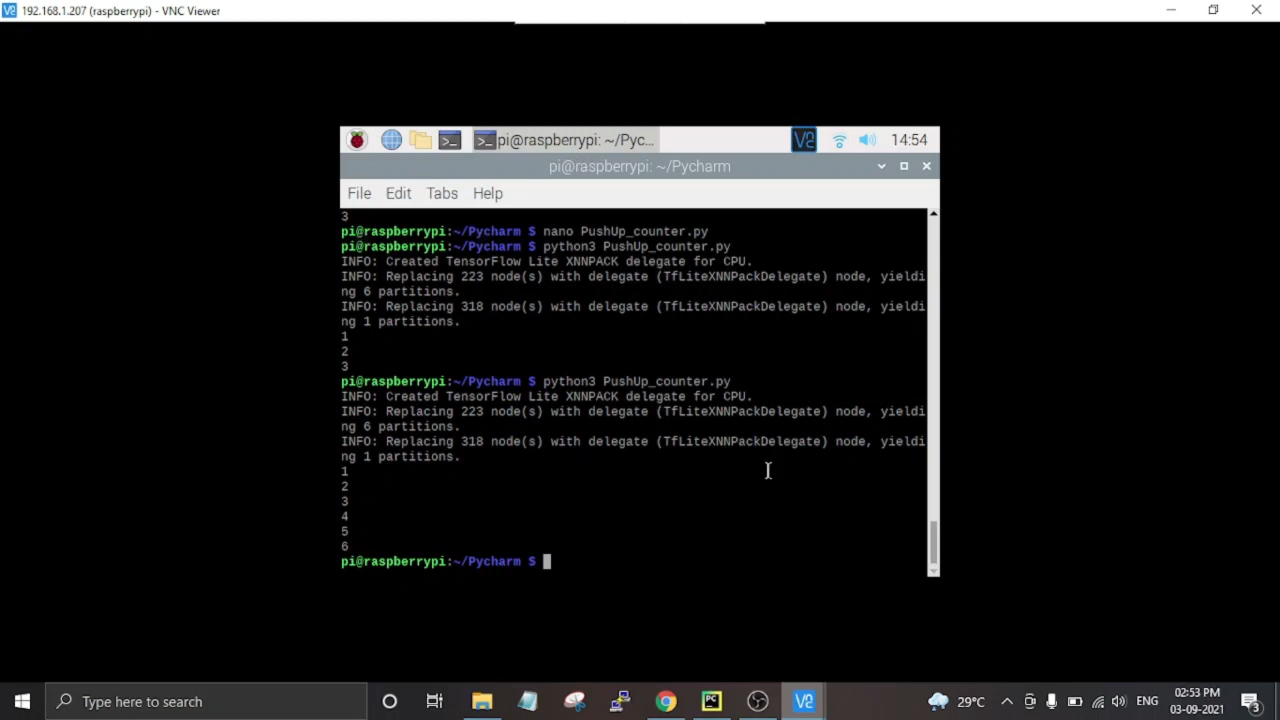 192.168.1.207 (raspberrypi) - VNC Viewer
pi@raspberrypi: ~/Pyc... 14:54
pi@raspberrypi: ~/Pycharm
File Edit Tabs Help
3
pi@raspberrypi:~/Pycharm $ nano PushUp_counter.py
pi@raspberrypi:~/Pycharm $ python3 PushUp_counter.py
INFO: Created TensorFlow Lite XNNPACK delegate for CPU.
INFO: Replacing 223 node(s) with delegate (TfLiteXNNPackDelegate) node, yieldi
ng 6 partitions.
INFO: Replacing 318 node(s) with delegate (TfLiteXNNPackDelegate) node, yieldi
ng 1 partitions.
1
2
3
pi@raspberrypi:~/Pycharm $ python3 PushUp_counter.py
INFO: Created TensorFlow Lite XNNPACK delegate for CPU.
INFO: Replacing 223 node(s) with delegate (TfLiteXNNPackDelegate) node, yieldi
ng 6 partitions.
INFO: Replacing 318 node(s) with delegate (TfLiteXNNPackDelegate) node, yieldi
ng 1 partitions.
1
2
3
4
5
6
pi@raspberrypi:~/Pycharm $
Type here to search
29°C
ENG
02:53 PM
03-09-2021
3